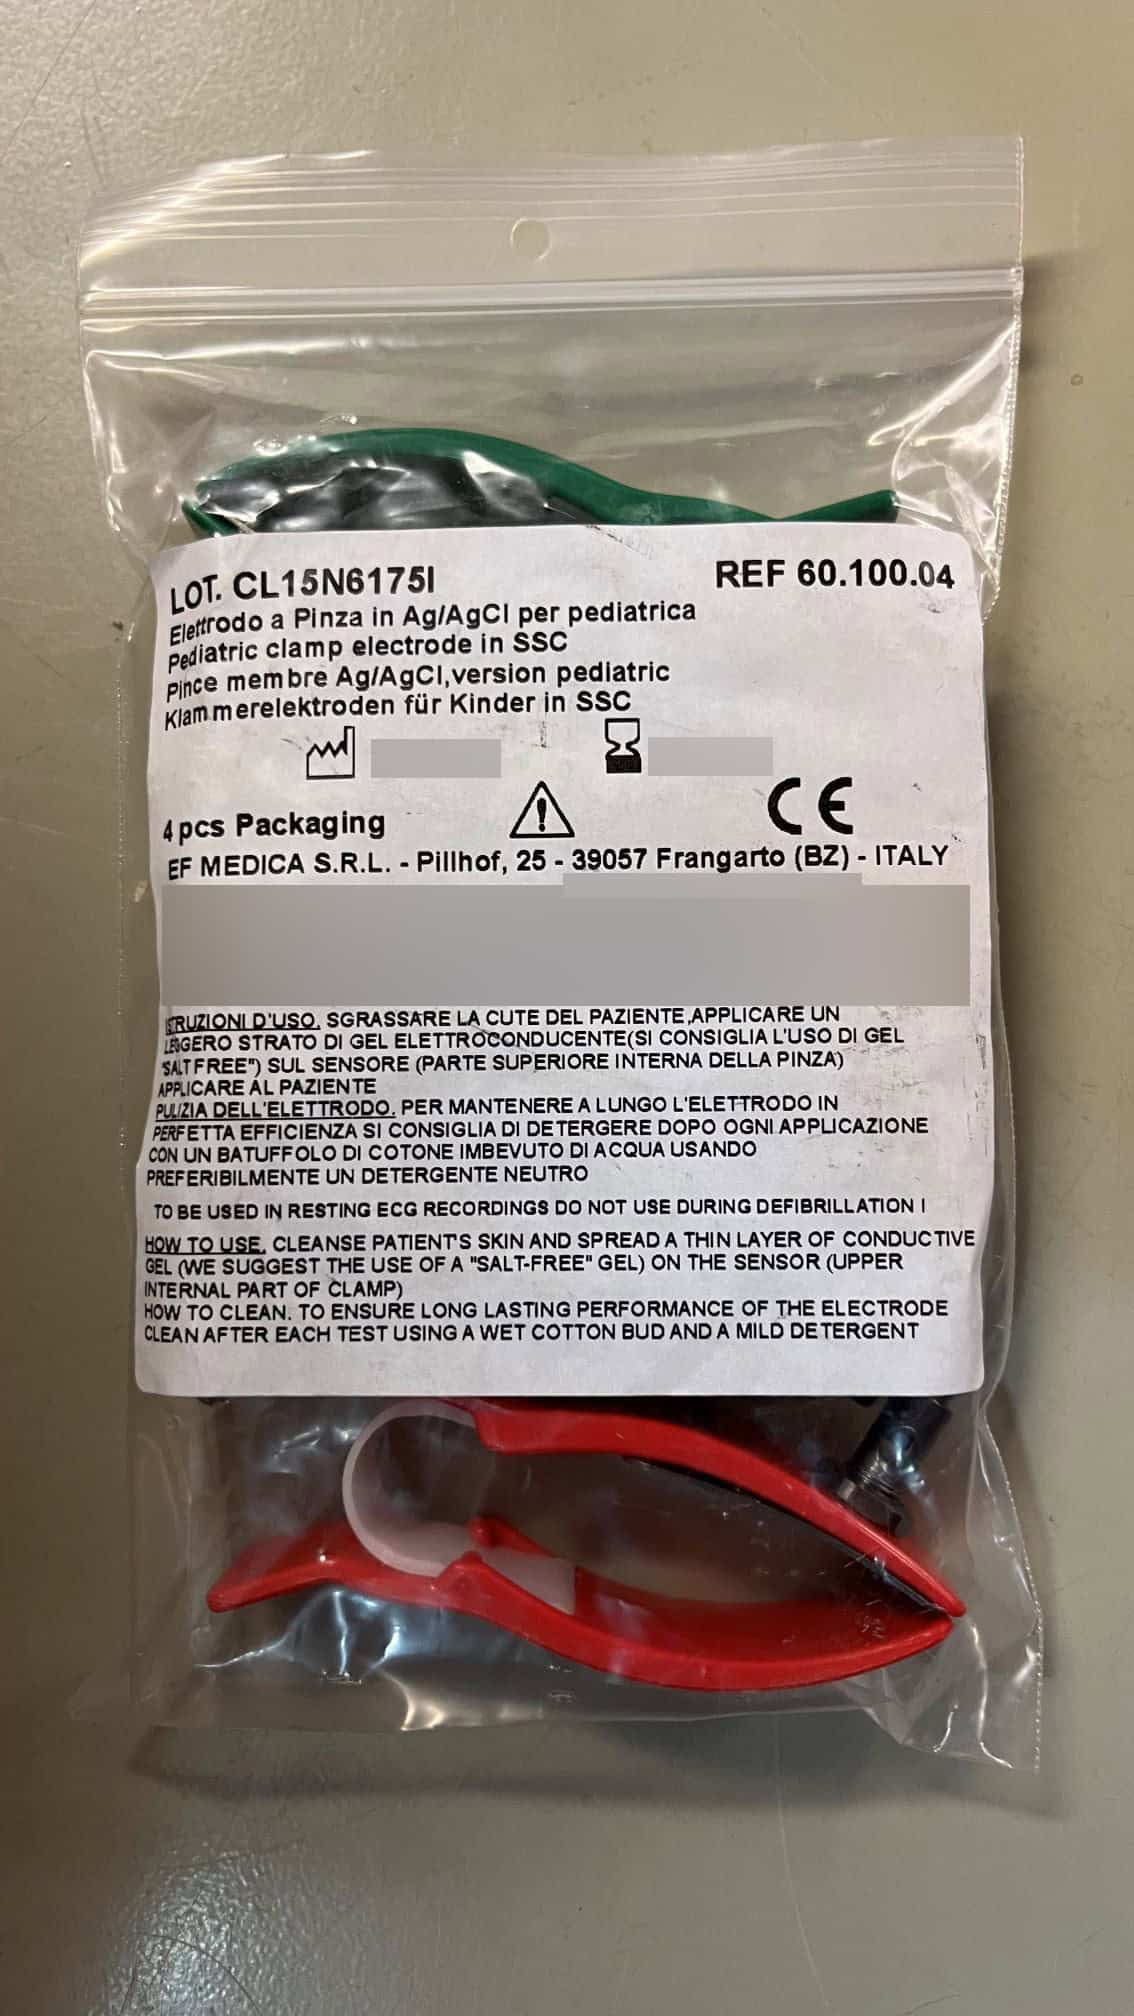 LOT. CL15N6175I
REF 60.100.04
Elettrodo a Pinza in Ag/AgCl per pediatrica
Pediatric clamp electrode in SSC
Pince membre Ag/AgCl,version pediatric
Klammerelektroden für Kinder in SSC
4 pcs Packaging
CE
EF MEDICA S.R.L. - Pillhof, 25 - 39057 Frangarto (BZ) - ITALY
ISTRUZIONI D'USO. SGRASSARE LA CUTE DEL PAZIENTE,APPLICARE UN
LEGGERO STRATO DI GEL ELETTROCONDUCENTE(SI CONSIGLIA L'USO DI GEL
"SALT FREE") SUL SENSORE (PARTE SUPERIORE INTERNA DELLA PINZA)
APPLICARE AL PAZIENTE
PULIZIA DELL'ELETTRODO. PER MANTENERE A LUNGO L'ELETTRODO IN
PERFETTA EFFICIENZA SI CONSIGLIA DI DETERGERE DOPO OGNI APPLICAZIONE
CON UN BATUFFOLO DI COTONE IMBEVUTO DI ACQUA USANDO
PREFERIBILMENTE UN DETERGENTE NEUTRO
TO BE USED IN RESTING ECG RECORDINGS DO NOT USE DURING DEFIBRILLATION !
HOW TO USE. CLEANSE PATIENT'S SKIN AND SPREAD A THIN LAYER OF CONDUCTIVE
GEL (WE SUGGEST THE USE OF A "SALT-FREE" GEL) ON THE SENSOR (UPPER
INTERNAL PART OF CLAMP)
HOW TO CLEAN. TO ENSURE LONG LASTING PERFORMANCE OF THE ELECTRODE
CLEAN AFTER EACH TEST USING A WET COTTON BUD AND A MILD DETERGENT